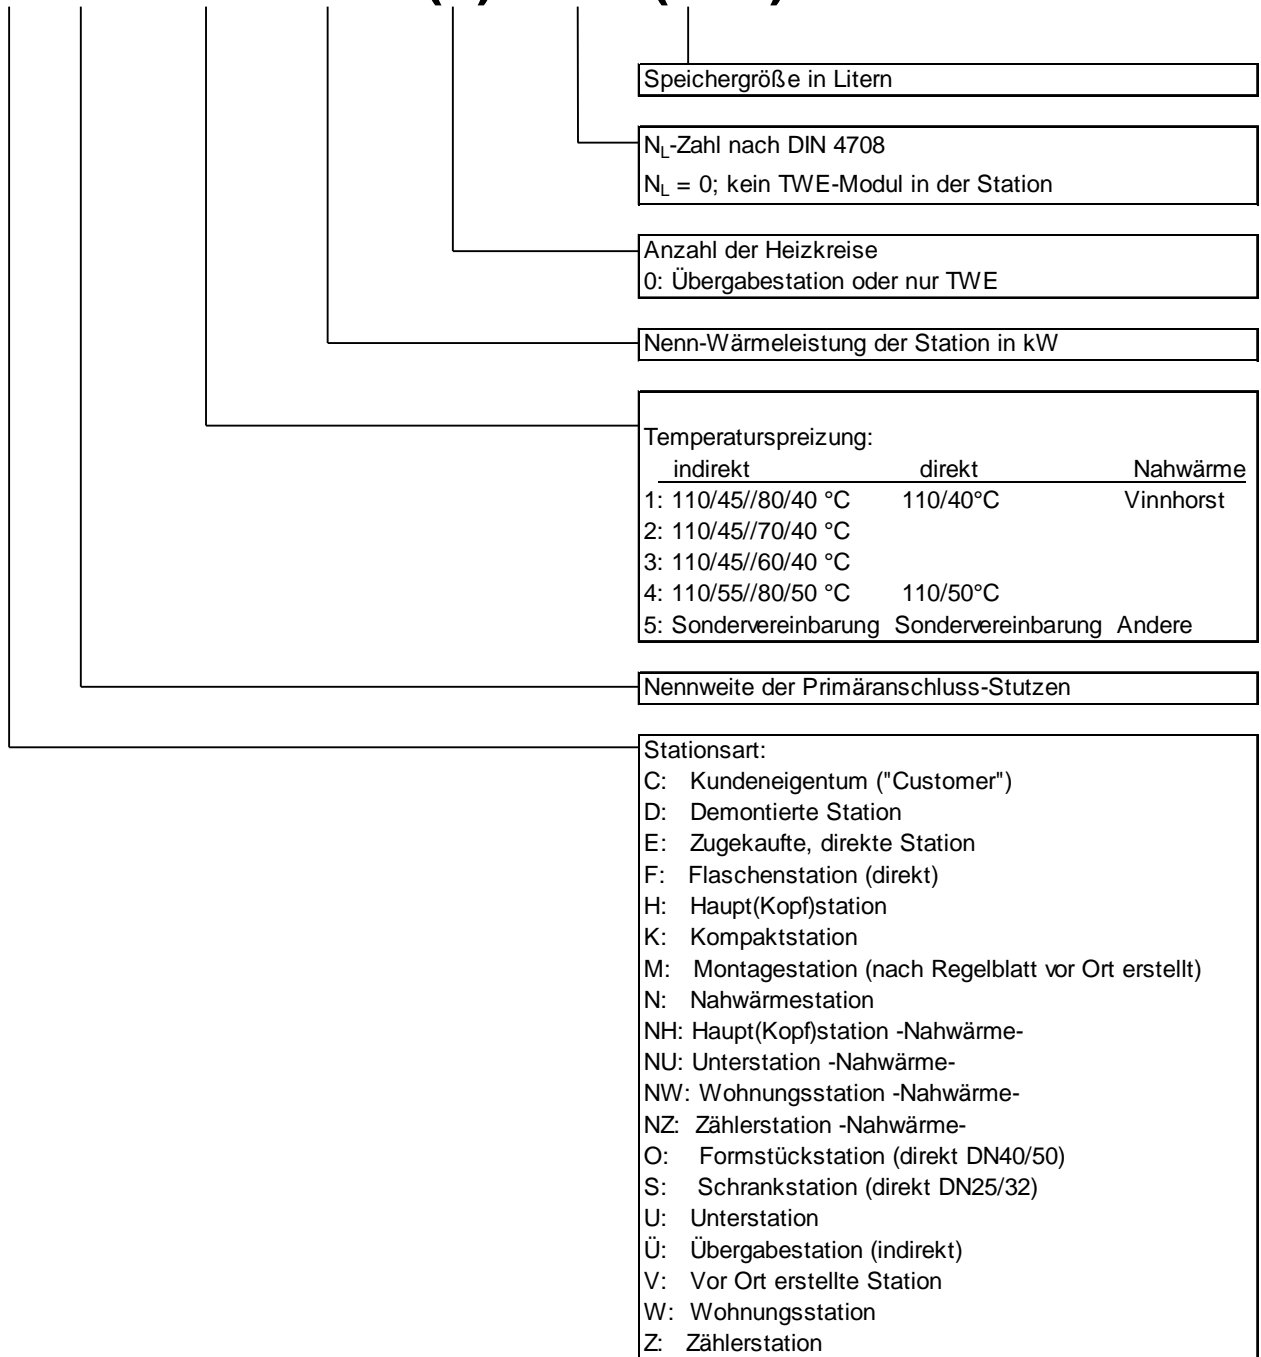 Speichergröße in Litern
N_L-Zahl nach DIN 4708
N_L = 0; kein TWE-Modul in der Station
Anzahl der Heizkreise
0: Übergabestation oder nur TWE
Nenn-Wärmeleistung der Station in kW
Temperaturspreizung:
indirekt direkt Nahwärme
1: 110/45//80/40 °C 110/40°C Vinnhorst
2: 110/45//70/40 °C
3: 110/45//60/40 °C
4: 110/55//80/50 °C 110/50°C
5: Sondervereinbarung Sondervereinbarung Andere
Nennweite der Primäranschluss-Stutzen
Stationsart:
C: Kundeneigentum ("Customer")
D: Demontierte Station
E: Zugekaufte, direkte Station
F: Flaschenstation (direkt)
H: Haupt(Kopf)station
K: Kompaktstation
M: Montagestation (nach Regelblatt vor Ort erstellt)
N: Nahwärmestation
NH: Haupt(Kopf)station -Nahwärme-
NU: Unterstation -Nahwärme-
NW: Wohnungsstation -Nahwärme-
NZ: Zählerstation -Nahwärme-
O: Formstückstation (direkt DN40/50)
S: Schrankstation (direkt DN25/32)
U: Unterstation
Ü: Übergabestation (indirekt)
V: Vor Ort erstellte Station
W: Wohnungsstation
Z: Zählerstation